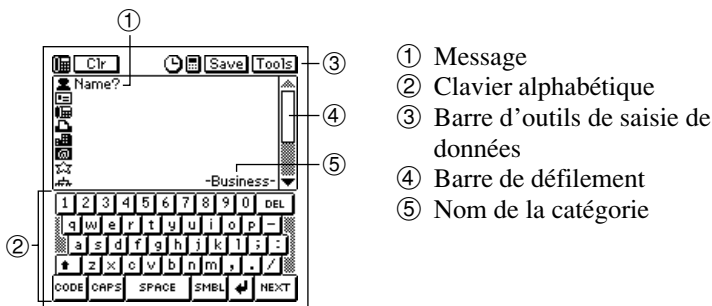 ①
Clr Save Tools ③
Name?
④
⑤
-Business-
1 2 3 4 5 6 7 8 9 0 DEL
q w e r t y u i o p -
②
a s d f g h j k l ; :
z x c v b n m , . /
CODE CAPS SPACE SMBL NEXT
① Message
② Clavier alphabétique
③ Barre d’outils de saisie de
données
④ Barre de défilement
⑤ Nom de la catégorie